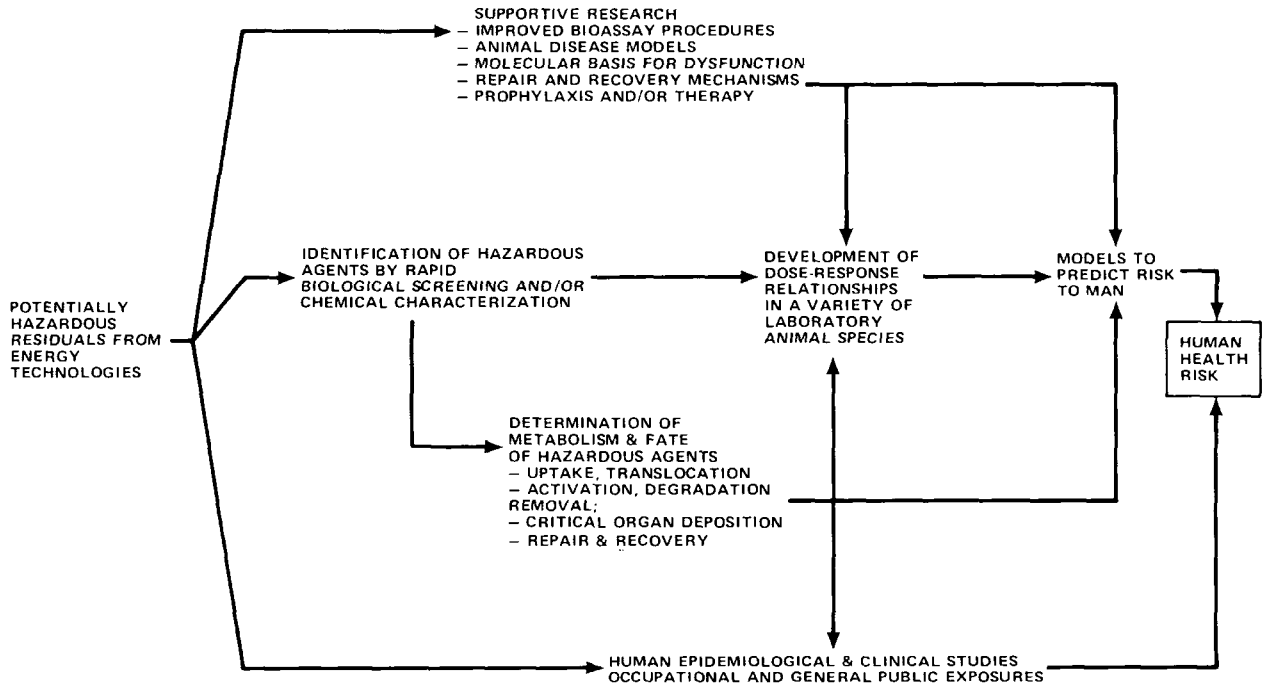 SUPPORTIVE RESEARCH
– IMPROVED BIOASSAY PROCEDURES
– ANIMAL DISEASE MODELS
– MOLECULAR BASIS FOR DYSFUNCTION
– REPAIR AND RECOVERY MECHANISMS
– PROPHYLAXIS AND/OR THERAPY
POTENTIALLY
HAZARDOUS
RESIDUALS FROM
ENERGY
TECHNOLOGIES
IDENTIFICATION OF HAZARDOUS
AGENTS BY RAPID
BIOLOGICAL SCREENING AND/OR
CHEMICAL CHARACTERIZATION
DEVELOPMENT OF
DOSE-RESPONSE
RELATIONSHIPS
IN A VARIETY OF
LABORATORY
ANIMAL SPECIES
MODELS TO
PREDICT RISK
TO MAN
HUMAN
HEALTH
RISK
DETERMINATION OF
METABOLISM & FATE
OF HAZARDOUS AGENTS
– UPTAKE, TRANSLOCATION
– ACTIVATION, DEGRADATION
REMOVAL;
– CRITICAL ORGAN DEPOSITION
– REPAIR & RECOVERY
HUMAN EPIDEMIOLOGICAL & CLINICAL STUDIES
OCCUPATIONAL AND GENERAL PUBLIC EXPOSURES